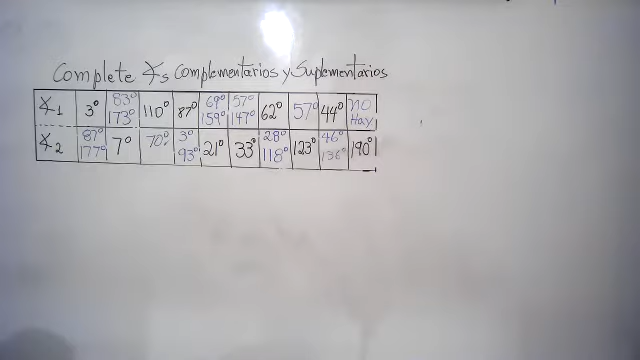 Complete ∡s Complementarios y Suplementarios
∡1 3° 83° 173° 110° 87° 69° 159° 57° 147° 62° 57° 44° no Hay
∡2 87° 177° 7° 70° 3° 93° 21° 33° 28° 118° 123° 46° 136° 190°